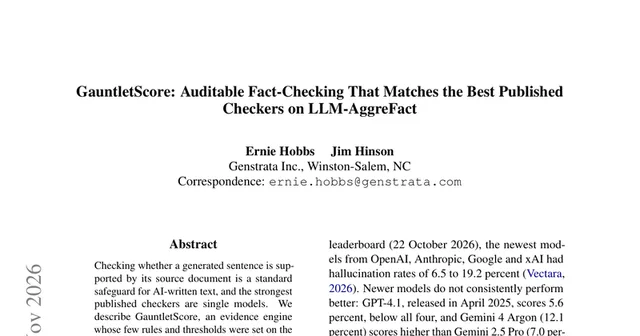 GauntletScore: Auditable Fact-Checking That Matches the Best Published
Checkers on LLM-AggreFact
Ernie Hobbs Jim Hinson
Genstrata Inc., Winston-Salem, NC
Correspondence: ernie.hobbs@genstrata.com
Abstract
Checking whether a generated sentence is sup-
ported by its source document is a standard
safeguard for AI-written text, and the strongest
published checkers are single models. We
describe GauntletScore, an evidence engine
whose few rules and thresholds were set on the
leaderboard (22 October 2026), the newest mod-
els from OpenAI, Anthropic, Google and xAI had
hallucination rates of 6.5 to 19.2 percent (Vectara,
2026). Newer models do not consistently perform
better: GPT-4.1, released in April 2025, scores 5.6
percent, below all four, and Gemini 4 Argon (12.1
percent) scores higher than Gemini 2.5 Pro (7.0 per-
Nov 2026